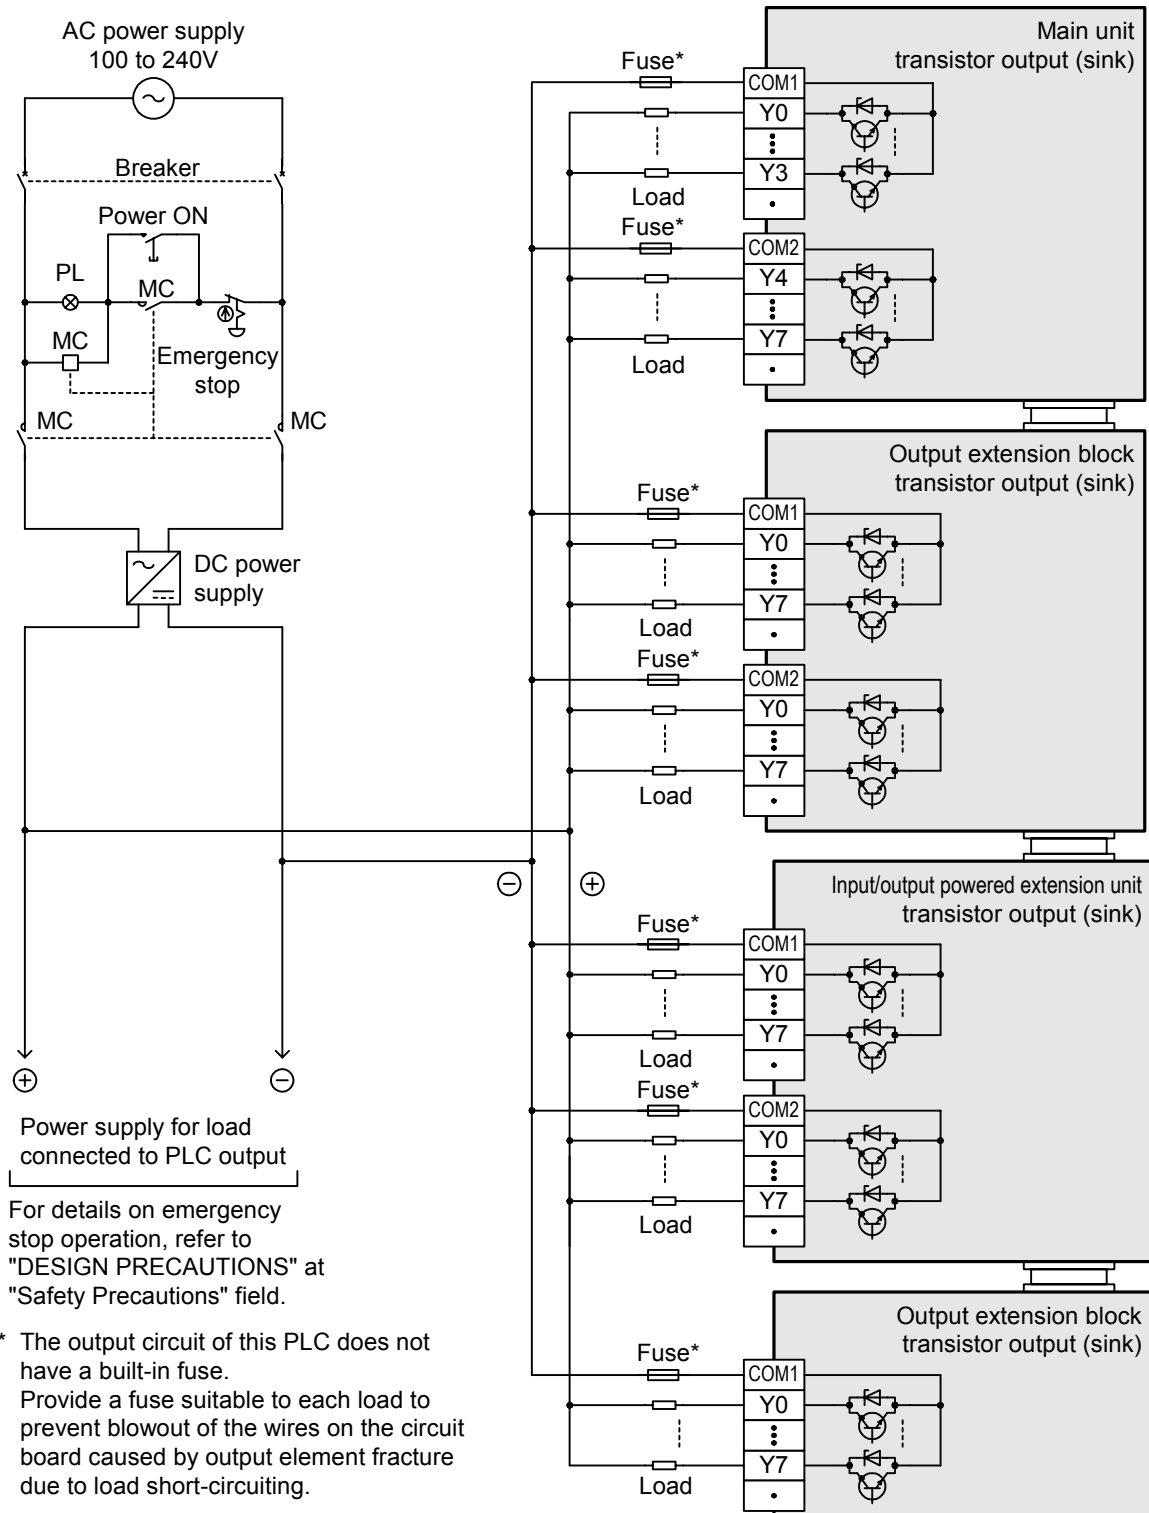 AC power supply
100 to 240V
Breaker
Power ON
PL
MC
MC
Emergency
stop
MC
MC
DC power
supply
Power supply for load
connected to PLC output
For details on emergency
stop operation, refer to
"DESIGN PRECAUTIONS" at
"Safety Precautions" field.
* The output circuit of this PLC does not
have a built-in fuse.
Provide a fuse suitable to each load to
prevent blowout of the wires on the circuit
board caused by output element fracture
due to load short-circuiting.
Main unit
transistor output (sink)
Fuse*
COM1
Y0
Y3
Load
Fuse*
COM2
Y4
Y7
Load
Output extension block
transistor output (sink)
Fuse*
COM1
Y0
Y7
Load
Fuse*
COM2
Y0
Y7
Load
Input/output powered extension unit
transistor output (sink)
Fuse*
COM1
Y0
Y7
Load
Fuse*
COM2
Y0
Y7
Load
Output extension block
transistor output (sink)
Fuse*
COM1
Y0
Y7
Load